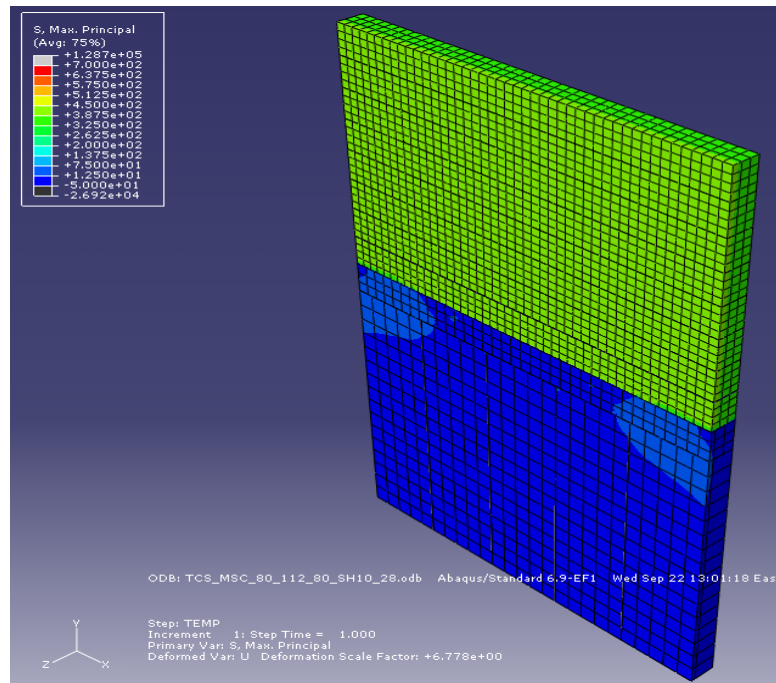 S, Max. Principal
(Avg: 75%)
+1.287e+05
+7.000e+02
+6.375e+02
+5.750e+02
+5.125e+02
+4.500e+02
+3.875e+02
+3.250e+02
+2.625e+02
+2.000e+02
+1.375e+02
+7.500e+01
+1.250e+01
-5.000e+01
-2.692e+04
ODB: TCS_MSC_80_112_80_SH10_28.odb Abaqus/Standard 6.9-EF1 Wed Sep 22 13:01:18 Eas
Y
Z X
Step: TEMP
Increment 1: Step Time = 1.000
Primary Var: S, Max. Principal
Deformed Var: U Deformation Scale Factor: +6.778e+00